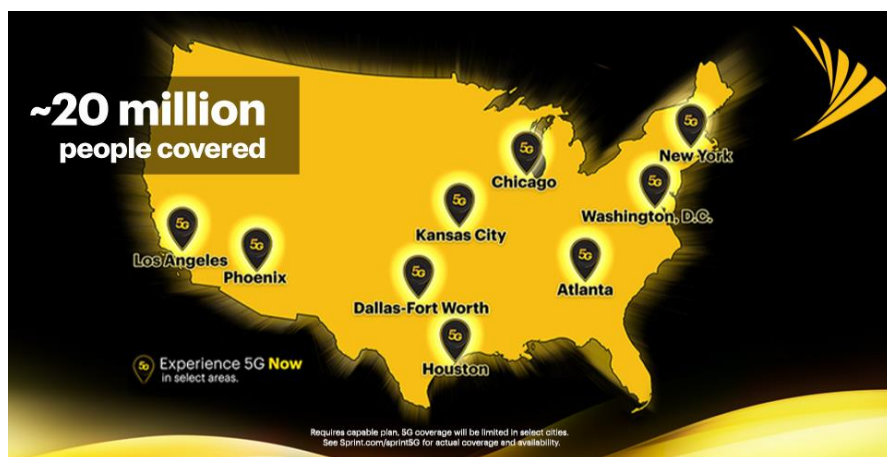 ~20 million
people covered
5G
New York
5G
Chicago
5G
Washington, D.C.
5G
Kansas City
5G
Los Angeles
5G
Phoenix
5G
Atlanta
5G
Dallas-Fort Worth
5G
Houston
5G
Experience 5G Now
in select areas.
Requires capable plan, 5G coverage will be limited in select cities.
See Sprint.com/sprint5G for actual coverage and availability.